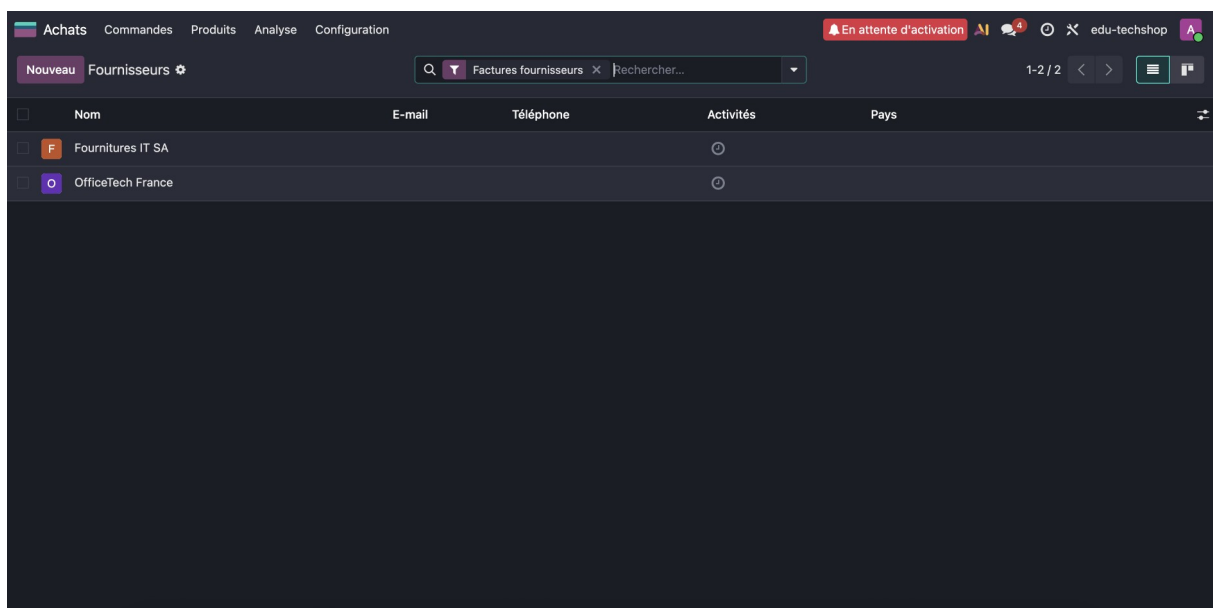 Achats Commandes Produits Analyse Configuration En attente d'activation AI 4 edu-techshop A
Nouveau Fournisseurs Factures fournisseurs Rechercher... 1-2 / 2
Nom E-mail Téléphone Activités Pays
F Fournitures IT SA
O OfficeTech France